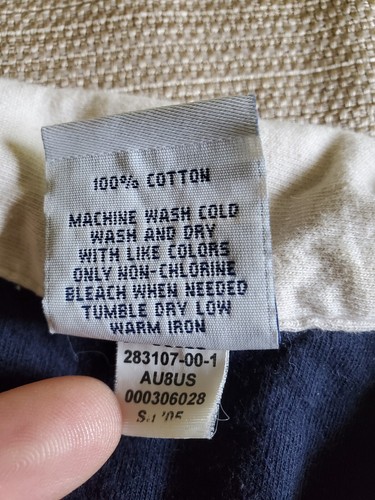 100% COTTON
MACHINE WASH COLD
WASH AND DRY
WITH LIKE COLORS
ONLY NON-CHLORINE
BLEACH WHEN NEEDED
TUMBLE DRY LOW
WARM IRON
283107-00-1
AU8US
000306028
'05